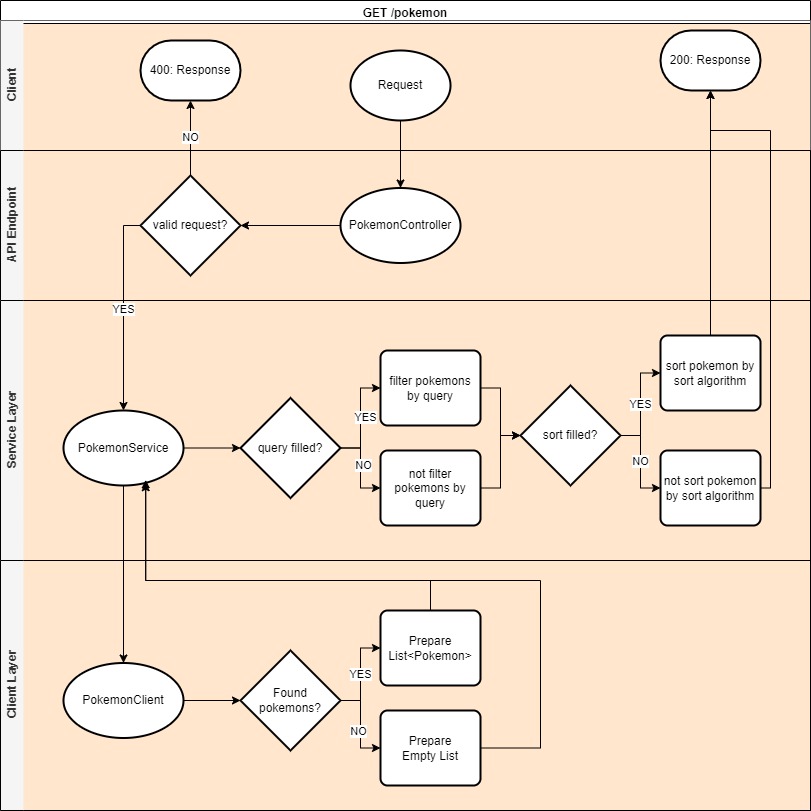 GET /pokemon
Client
400: Response
Request
200: Response
NO
API Endpoint
valid request?
PokemonController
YES
Service Layer
PokemonService
query filled?
YES
NO
filter pokemons
by query
not filter
pokemons by
query
sort filled?
YES
NO
sort pokemon by
sort algorithm
not sort pokemon
by sort algorithm
Client Layer
PokemonClient
Found
pokemons?
YES
NO
Prepare
List<Pokemon>
Prepare
Empty List